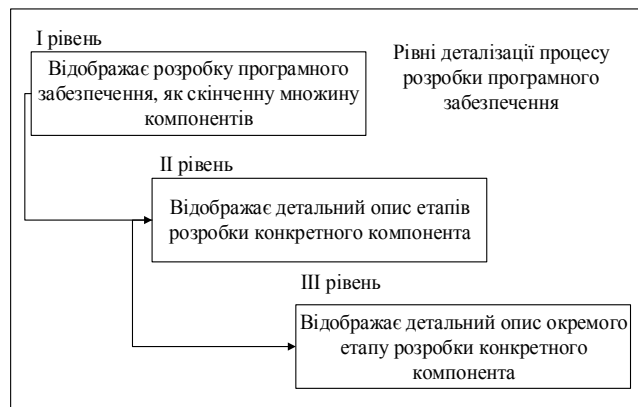 І рівень
Відображає розробку програмного
забезпечення, як скінченну множину
компонентів
Рівні деталізації процесу
розробки програмного
забезпечення
ІІ рівень
Відображає детальний опис етапів
розробки конкретного компонента
ІІІ рівень
Відображає детальний опис окремого
етапу розробки конкретного
компонента